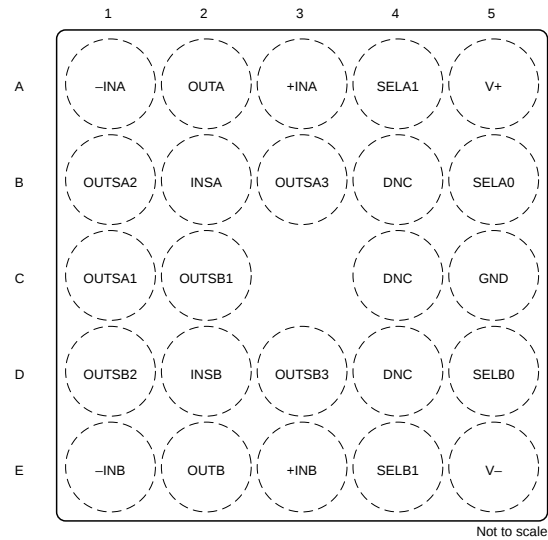 1 2 3 4 5
A –INA OUTA +INA SELA1 V+
B OUTSA2 INSA OUTSA3 DNC SELA0
C OUTSA1 OUTSB1 DNC GND
D OUTSB2 INSB OUTSB3 DNC SELB0
E –INB OUTB +INB SELB1 V–
Not to scale